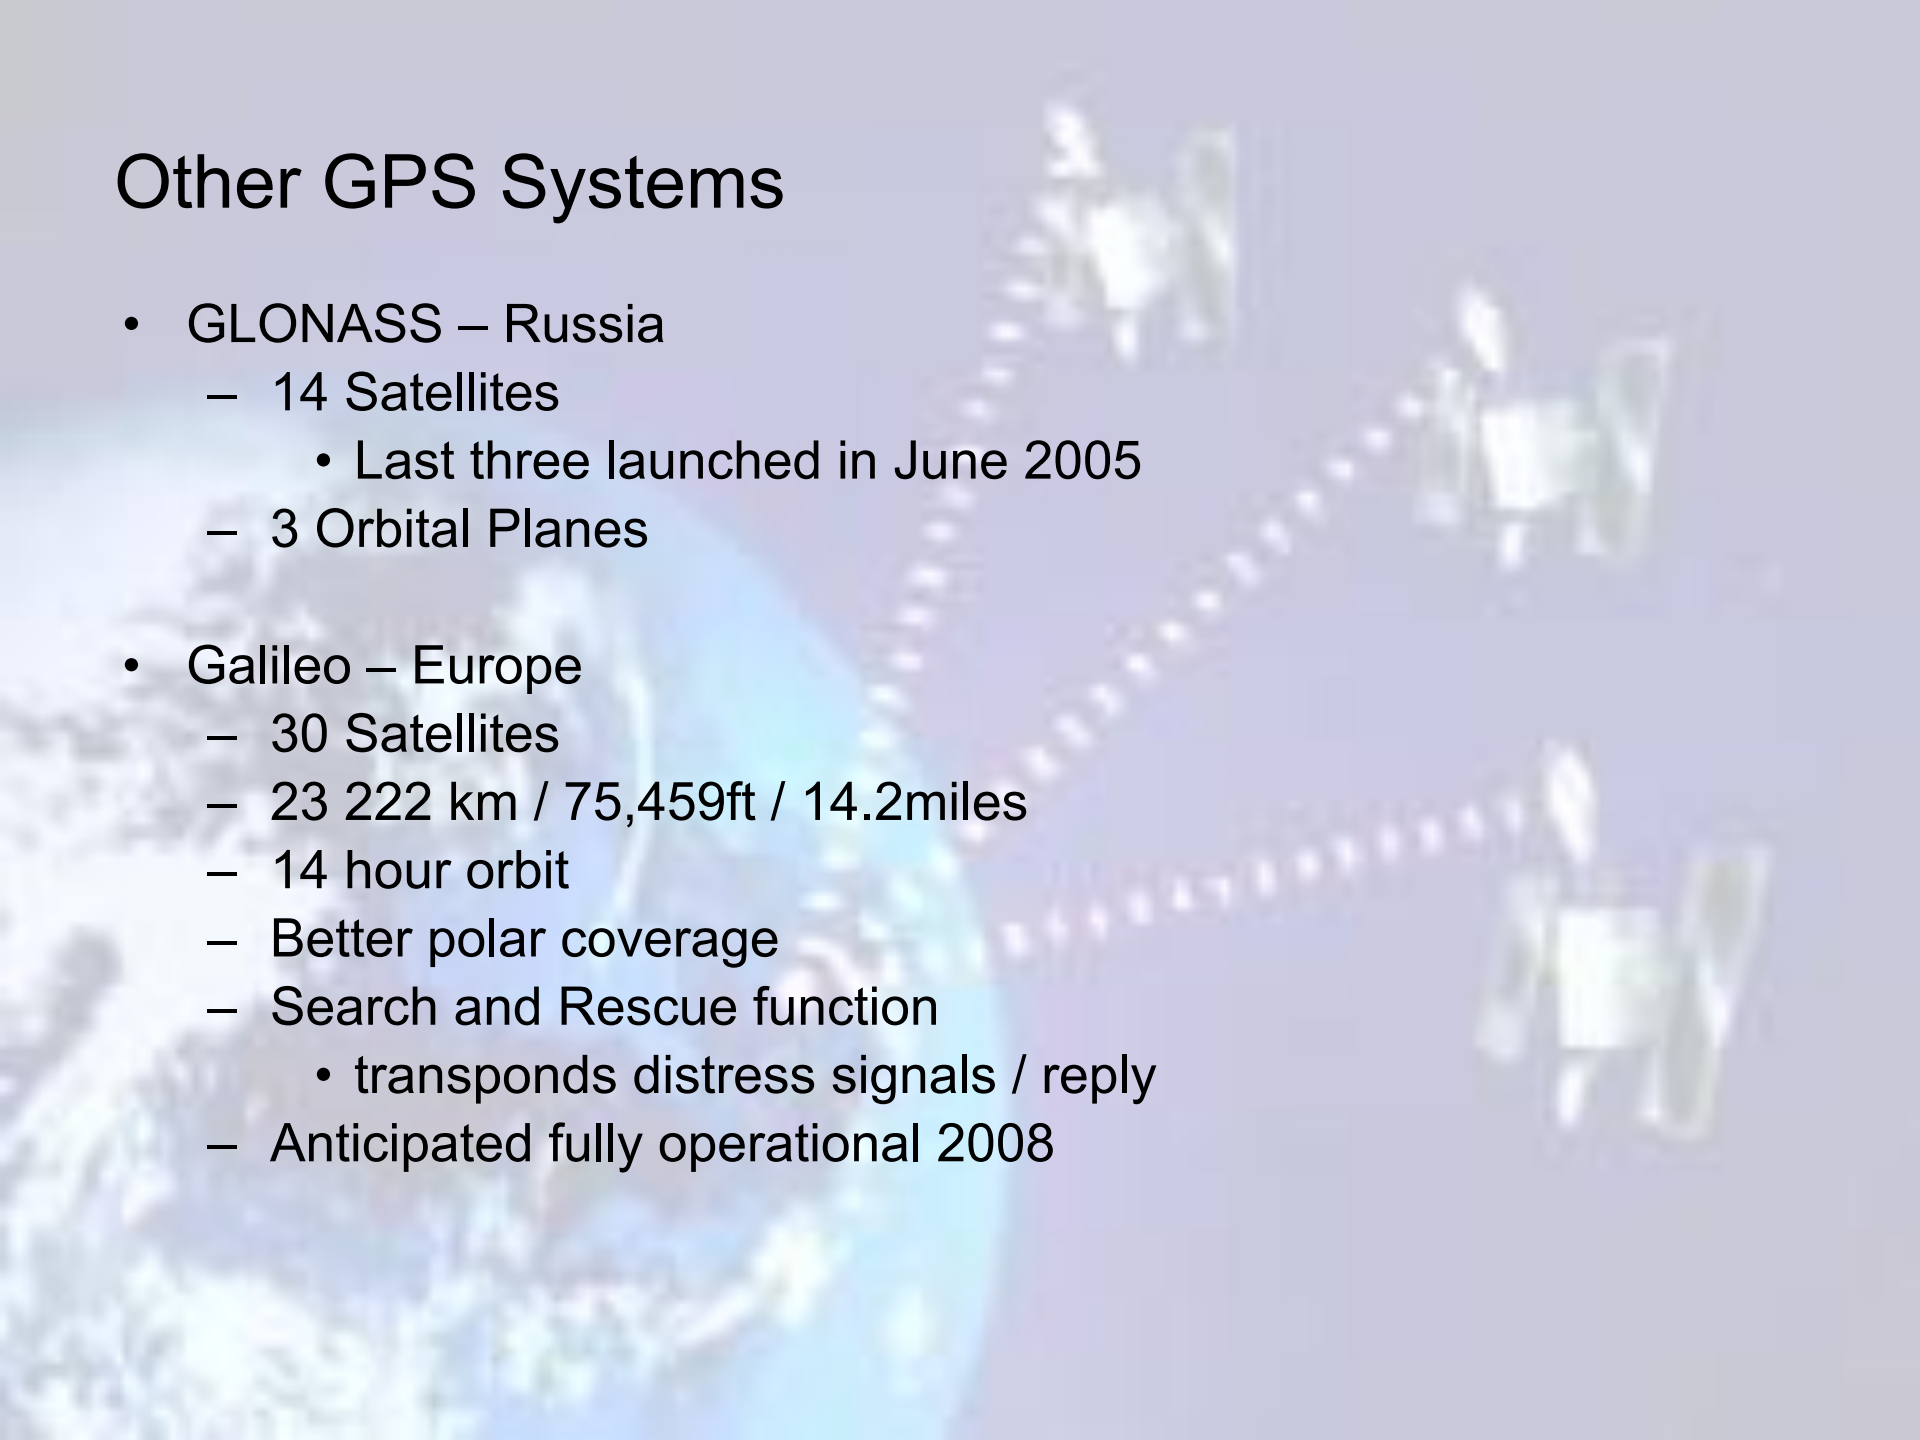 Other GPS Systems
• GLONASS – Russia
– 14 Satellites
• Last three launched in June 2005
– 3 Orbital Planes
• Galileo – Europe
– 30 Satellites
– 23 222 km / 75,459ft / 14.2miles
– 14 hour orbit
– Better polar coverage
– Search and Rescue function
• transponds distress signals / reply
– Anticipated fully operational 2008